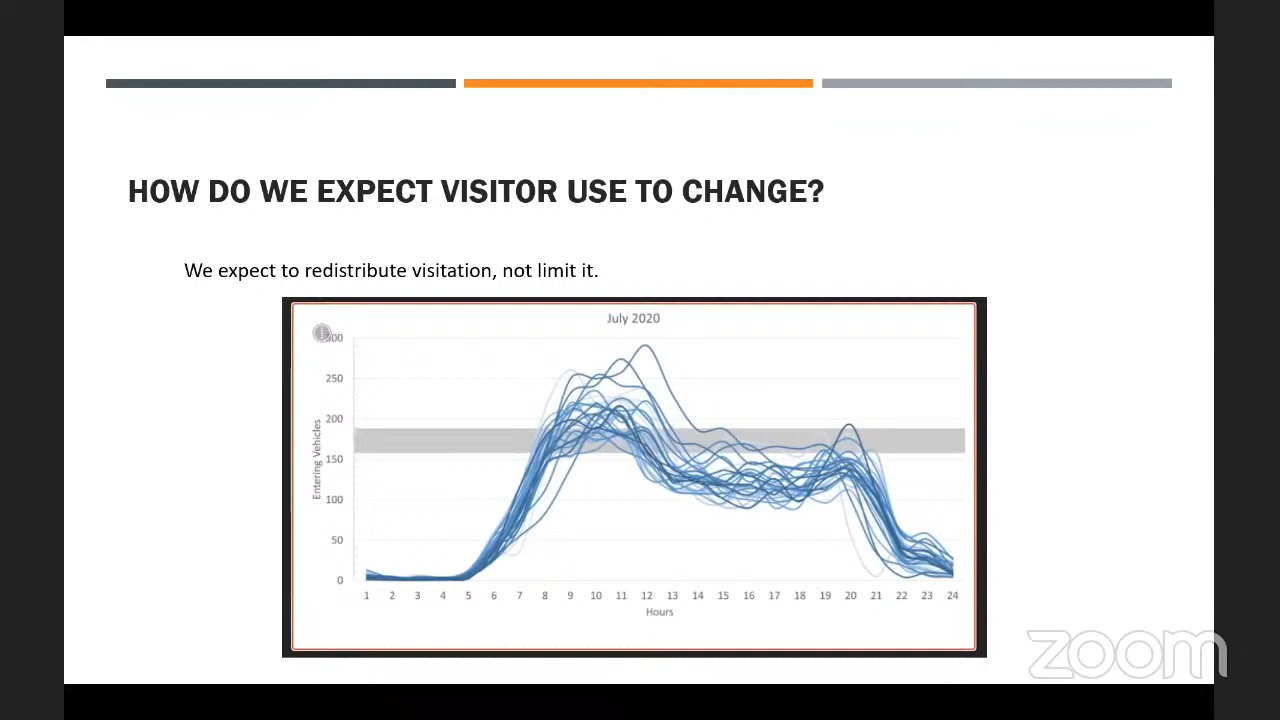 HOW DO WE EXPECT VISITOR USE TO CHANGE?
We expect to redistribute visitation, not limit it.
July 2020
300
250
200
150
100
50
0
Entering Vehicles
1 2 3 4 5 6 7 8 9 10 11 12 13 14 15 16 17 18 19 20 21 22 23 24
Hours
zoom